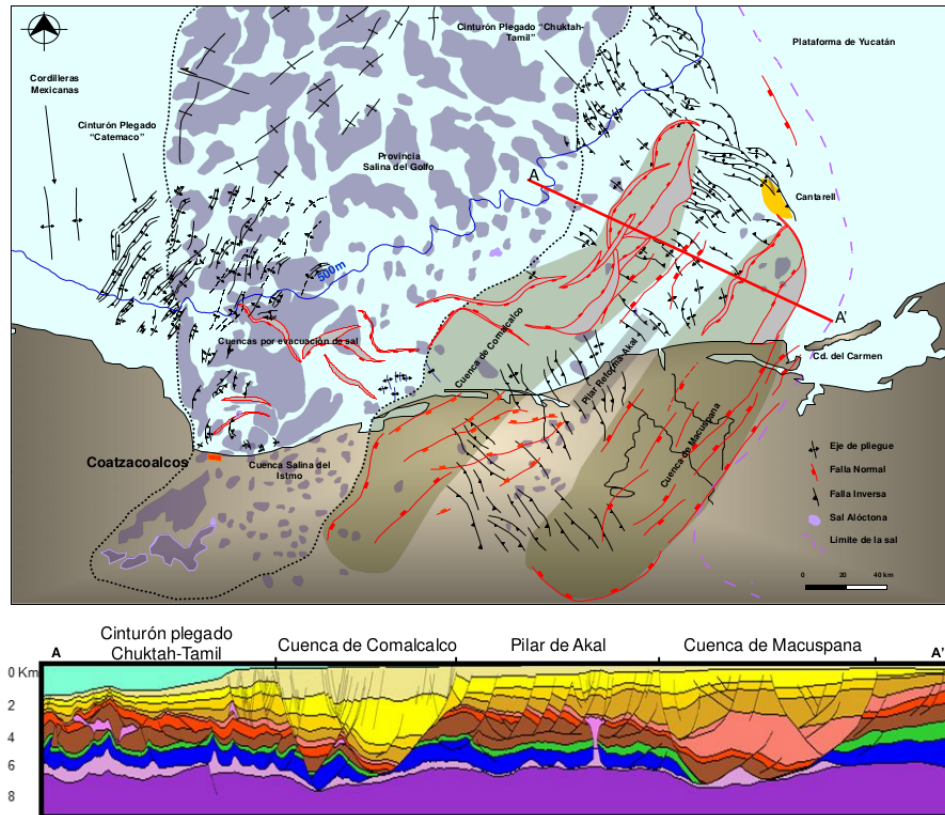 Cinturón Plegado "Chuktah-
Tamil"
Plataforma de Yucatán
Cordilleras
Mexicanas
Cinturón Plegado
"Catemaco"
Provincia
Salina del Golfo
A
Cantarell
500m
A'
Cuencas por evacuación de sal
Cuenca de Comalcalco
Pilar Reforma-Akal
Cd. del Carmen
Cuenca de Macuspana
Coatzacoalcos
Cuenca Salina del
Istmo
Eje de pliegue
Falla Normal
Falla Inversa
Sal Alóctona
Limite de la sal
0 20 40 km
A
Cinturón plegado
Chuktah-Tamil
Cuenca de Comalcalco
Pilar de Akal
Cuenca de Macuspana
A'
0 Km
2
4
6
8